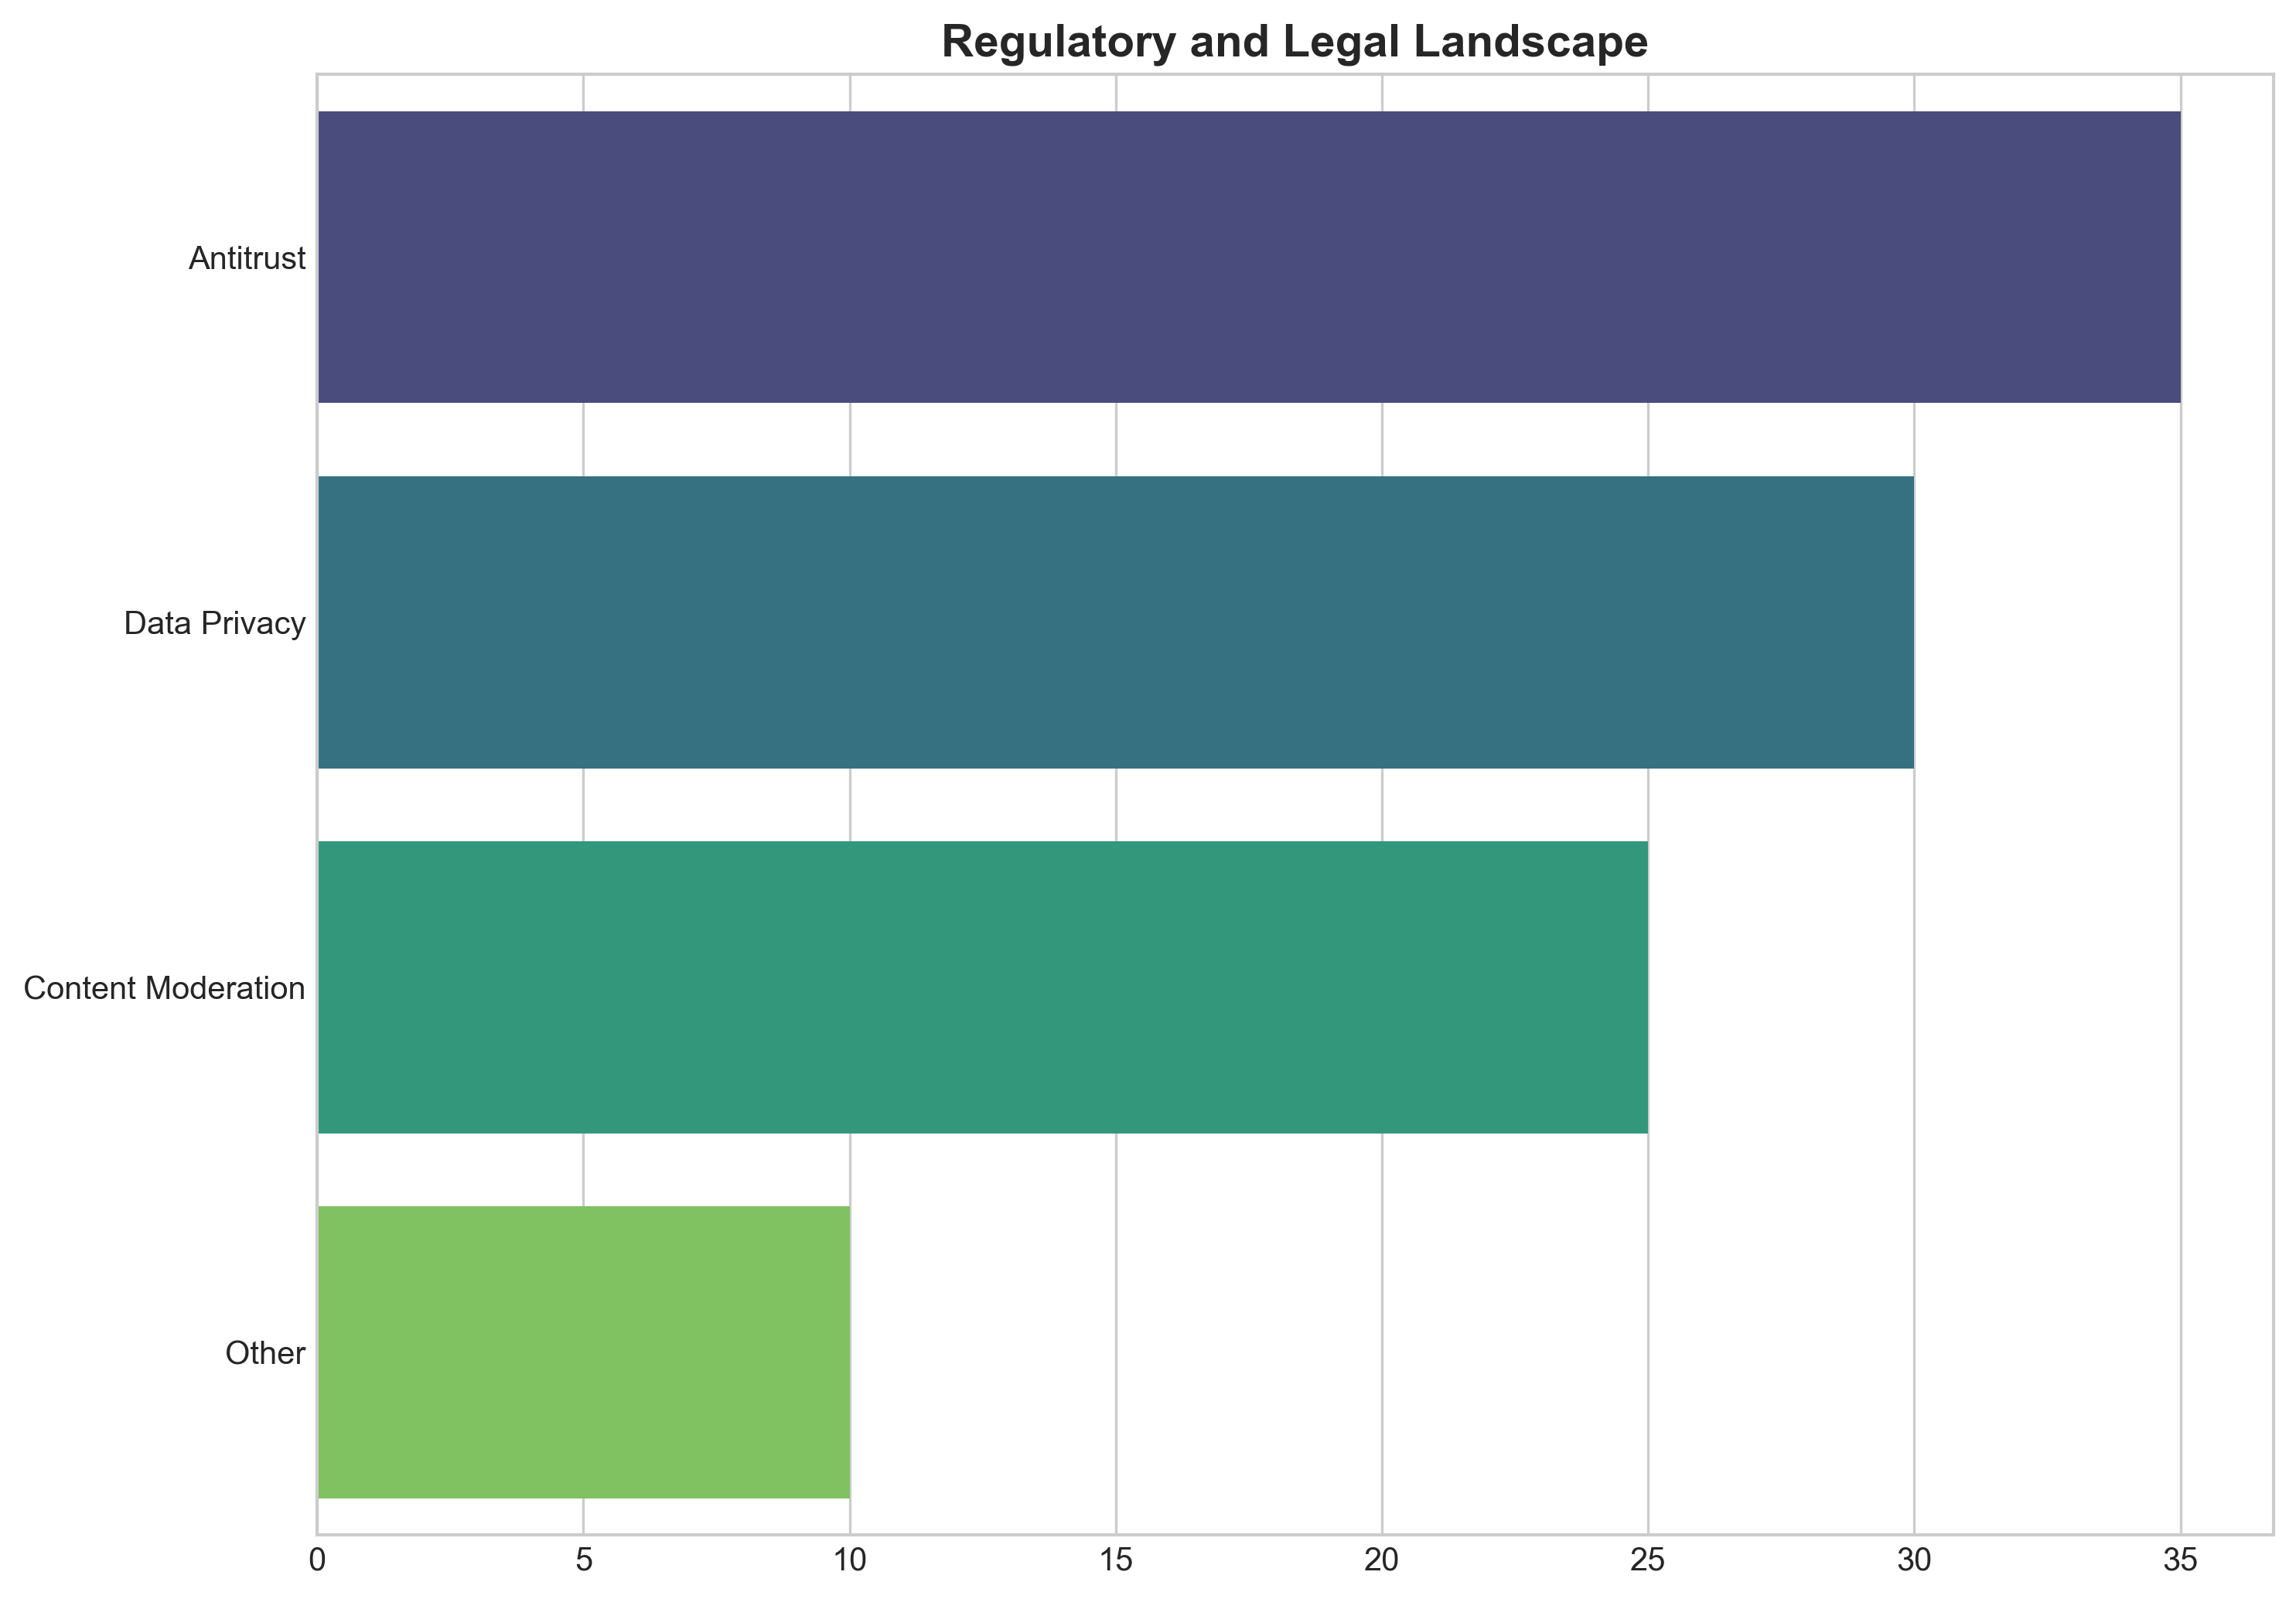 Regulatory and Legal Landscape
Antitrust
Data Privacy
Content Moderation
Other
0 5 10 15 20 25 30 35